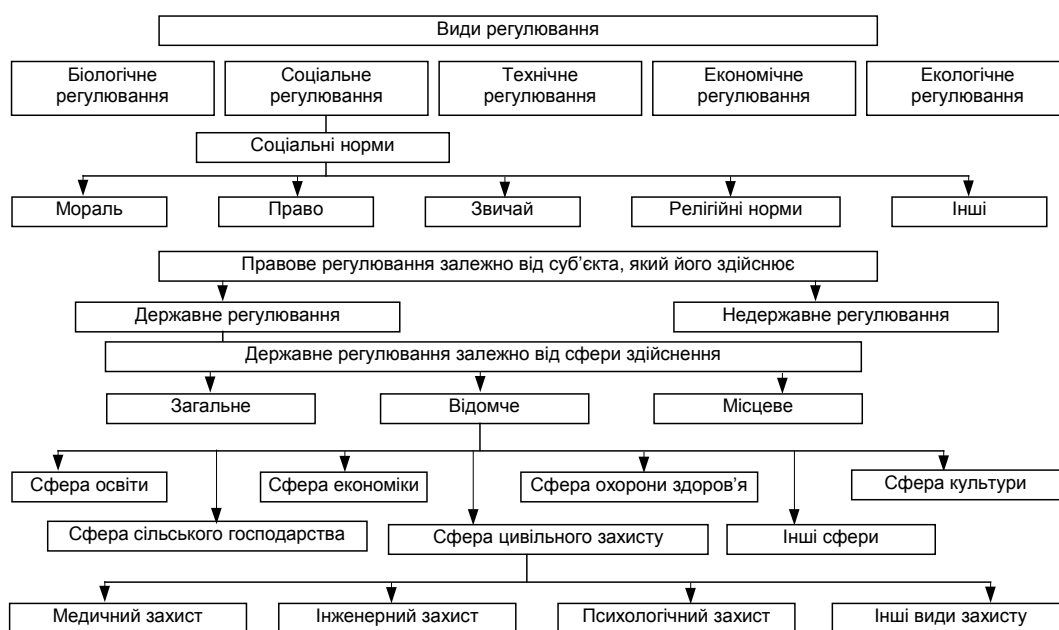 Види регулювання
Біологічне
регулювання
Соціальне
регулювання
Технічне
регулювання
Економічне
регулювання
Екологічне
регулювання
Соціальні норми
Мораль
Право
Звичай
Релігійні норми
Інші
Правове регулювання залежно від суб’єкта, який його здійснює
Державне регулювання
Недержавне регулювання
Державне регулювання залежно від сфери здійснення
Загальне
Відомче
Місцеве
Сфера освіти
Сфера економіки
Сфера охорони здоров’я
Сфера культури
Сфера сільського господарства
Сфера цивільного захисту
Інші сфери
Медичний захист
Інженерний захист
Психологічний захист
Інші види захисту